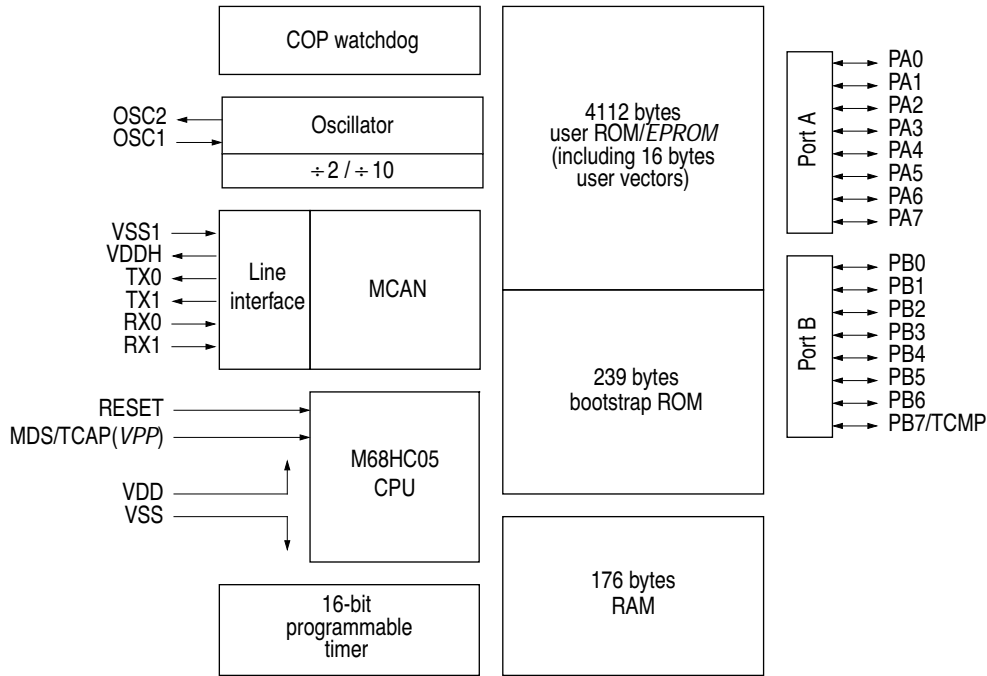 COP watchdog
OSC2
OSC1
Oscillator
÷2 / ÷10
VSS1
VDDH
TX0
TX1
RX0
RX1
Line
interface
MCAN
RESET
MDS/TCAP(VPP)
VDD
VSS
M68HC05
CPU
16-bit
programmable
timer
4112 bytes
user ROM/EPROM
(including 16 bytes
user vectors)
239 bytes
bootstrap ROM
176 bytes
RAM
Port A
PA0
PA1
PA2
PA3
PA4
PA5
PA6
PA7
Port B
PB0
PB1
PB2
PB3
PB4
PB5
PB6
PB7/TCMP